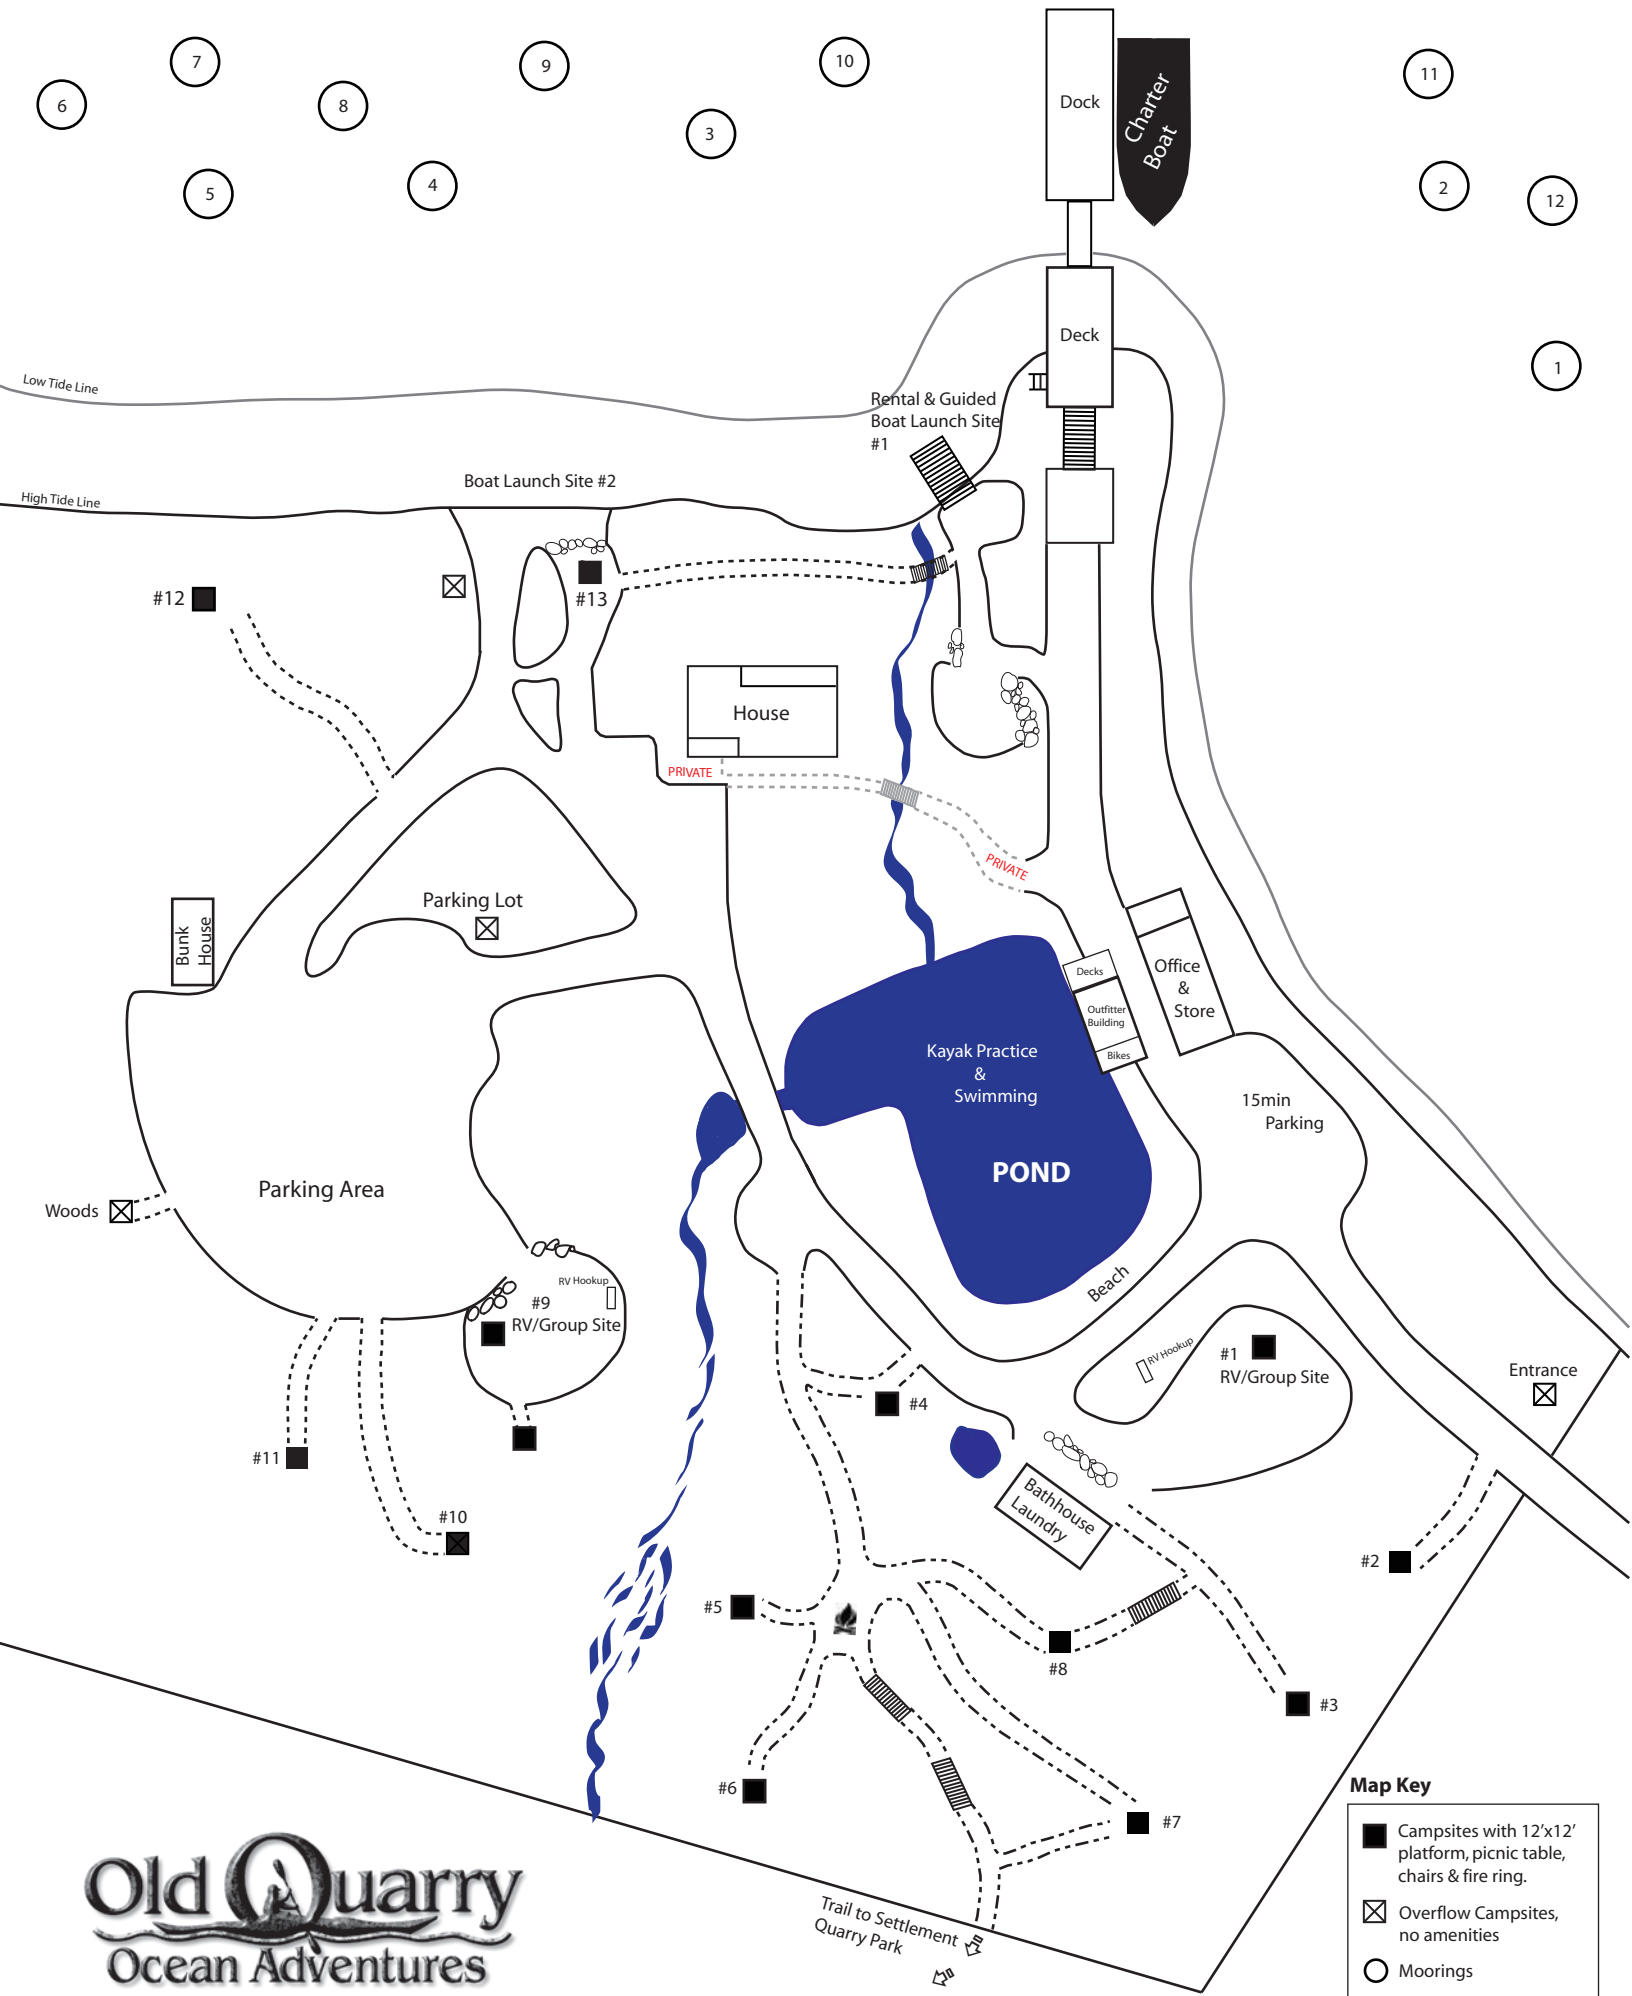 7
9
10
11
6
8
3
Dock
Charter
Boat
5
4
2
12
Deck
1
Low Tide Line
Rental & Guided
Boat Launch Site
#1
High Tide Line
Boat Launch Site #2
#12
#13
House
PRIVATE
PRIVATE
Parking Lot
Bunk
House
Decks
Outfitter
Building
Bikes
Office
&
Store
Kayak Practice
&
Swimming
POND
15min
Parking
Parking Area
Woods
Beach
RV Hookup
#9
RV/Group Site
RV Hookup
#1
RV/Group Site
Entrance
#4
#11
#10
Bathhouse
Laundry
#2
#5
#8
#3
#6
#7
Trail to Settlement
Quarry Park
Map Key
Campsites with 12’x12’
platform, picnic table,
chairs & fire ring.
Overflow Campsites,
no amenities
Moorings
Old Quarry
Ocean Adventures